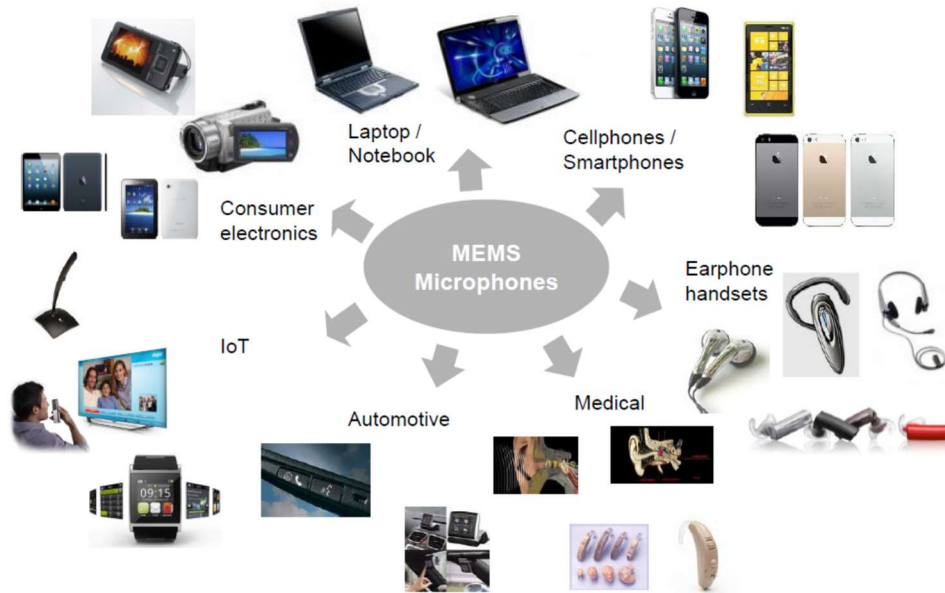 Laptop /
Notebook
Cellphones /
Smartphones
Consumer
electronics
MEMS
Microphones
Earphone
handsets
IoT
Automotive
Medical
09:15